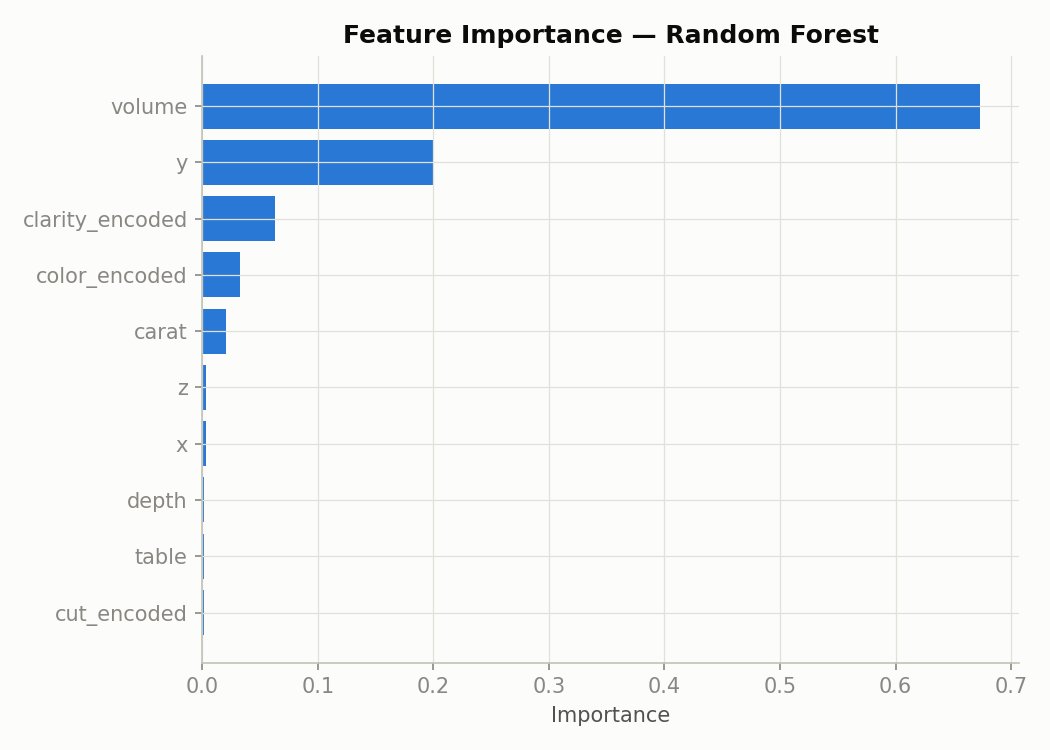 Feature Importance — Random Forest
volume
y
clarity_encoded
color_encoded
carat
z
x
depth
table
cut_encoded
0.0 0.1 0.2 0.3 0.4 0.5 0.6 0.7
Importance